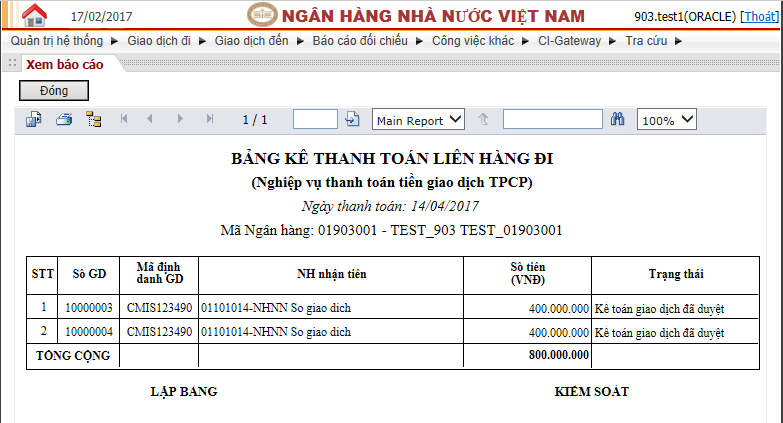 17/02/2017 NGÂN HÀNG NHÀ NƯỚC VIỆT NAM 903.test1(ORACLE) [Thoát]
Quản trị hệ thống Giao dịch đi Giao dịch đến Báo cáo đối chiếu Công việc khác CI-Gateway Tra cứu
Xem báo cáo
Đóng
1 / 1 Main Report 100%
BẢNG KÊ THANH TOÁN LIÊN HÀNG ĐI
(Nghiệp vụ thanh toán tiền giao dịch TPCP)
Ngày thanh toán: 14/04/2017
Mã Ngân hàng: 01903001 - TEST_903 TEST_01903001
STT Số GD Mã định danh GD NH nhận tiền Số tiền (VNĐ) Trạng thái
1 10000003 CMIS123490 01101014-NHNN So giao dich 400.000.000 Kế toán giao dịch đã duyệt
2 10000004 CMIS123490 01101014-NHNN So giao dich 400.000.000 Kế toán giao dịch đã duyệt
TỔNG CỘNG 800.000.000
LẬP BẢNG KIỂM SOÁT